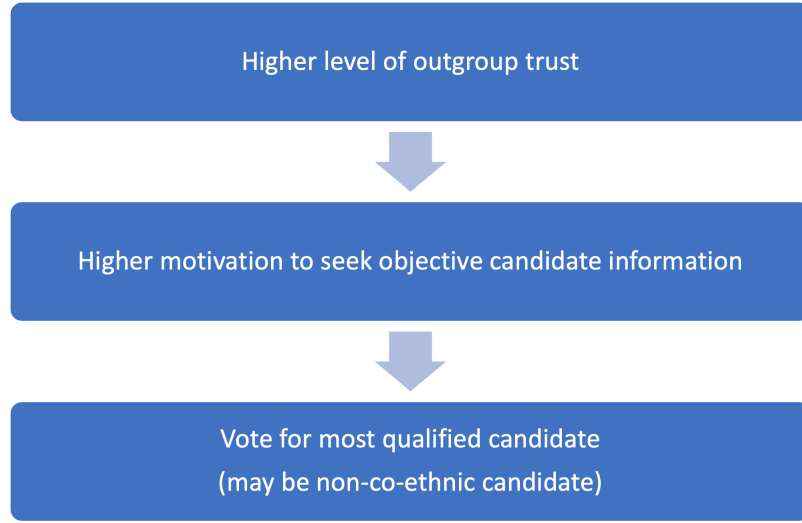 Higher level of outgroup trust
Higher motivation to seek objective candidate information
Vote for most qualified candidate
(may be non-co-ethnic candidate)